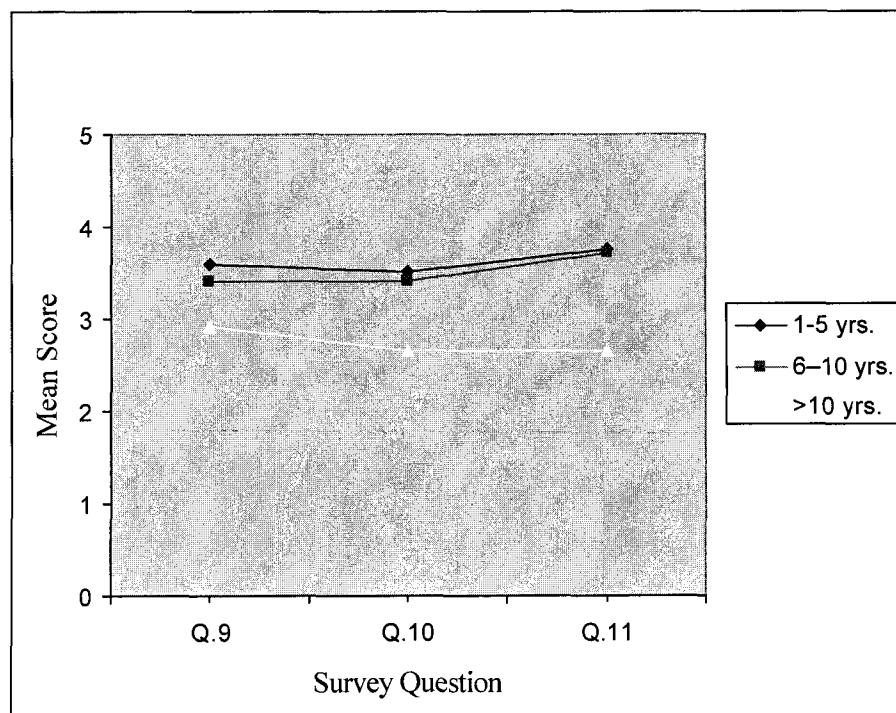 5
4
3
2
1
0
Mean Score
Q.9 Q.10 Q.11
Survey Question
1-5 yrs.
6–10 yrs.
>10 yrs.